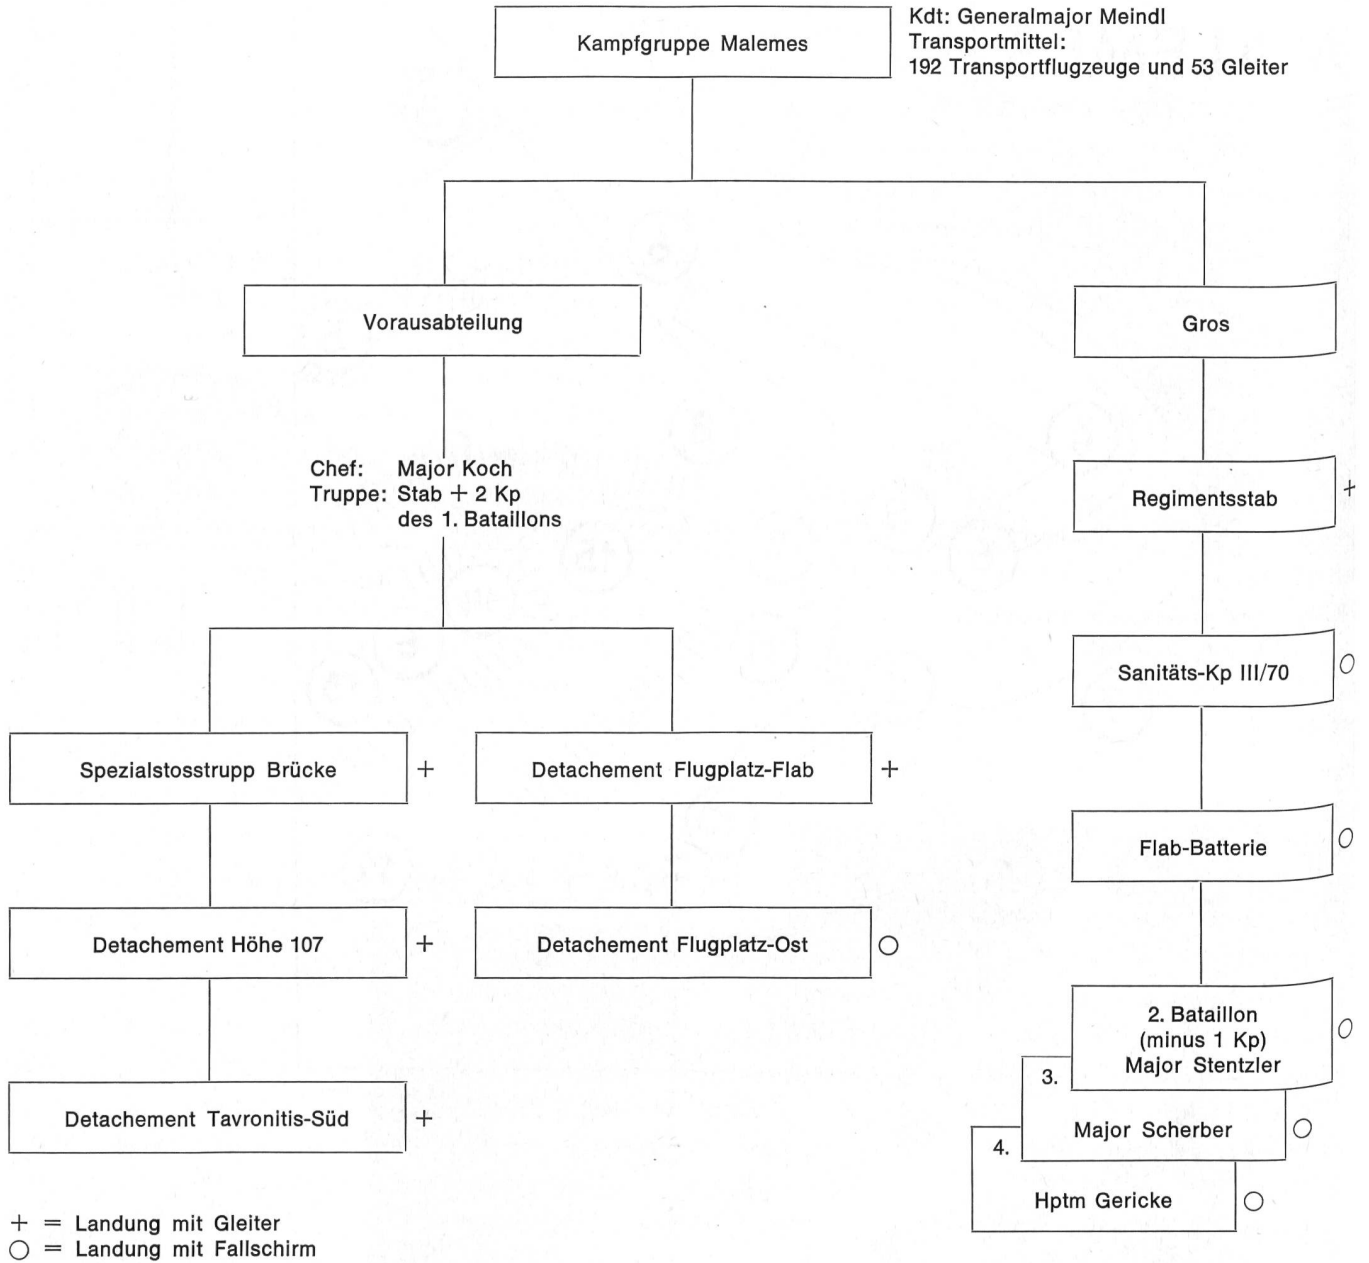 Kampfgruppe Malemes
Kdt: Generalmajor Meindl
Transportmittel:
192 Transportflugzeuge und 53 Gleiter
Vorausabteilung
Gros
Chef: Major Koch
Truppe: Stab + 2 Kp
des 1. Bataillons
Regimentsstab +
Sanitäts-Kp III/70 ○
Spezialstosstrupp Brücke +
Detachement Flugplatz-Flab +
Flab-Batterie ○
Detachement Höhe 107 +
Detachement Flugplatz-Ost ○
2. Bataillon
(minus 1 Kp) ○
Major Stentzler
3.
Detachement Tavronitis-Süd +
Major Scherber ○
4.
Hptm Gericke ○
+ = Landung mit Gleiter
○ = Landung mit Fallschirm